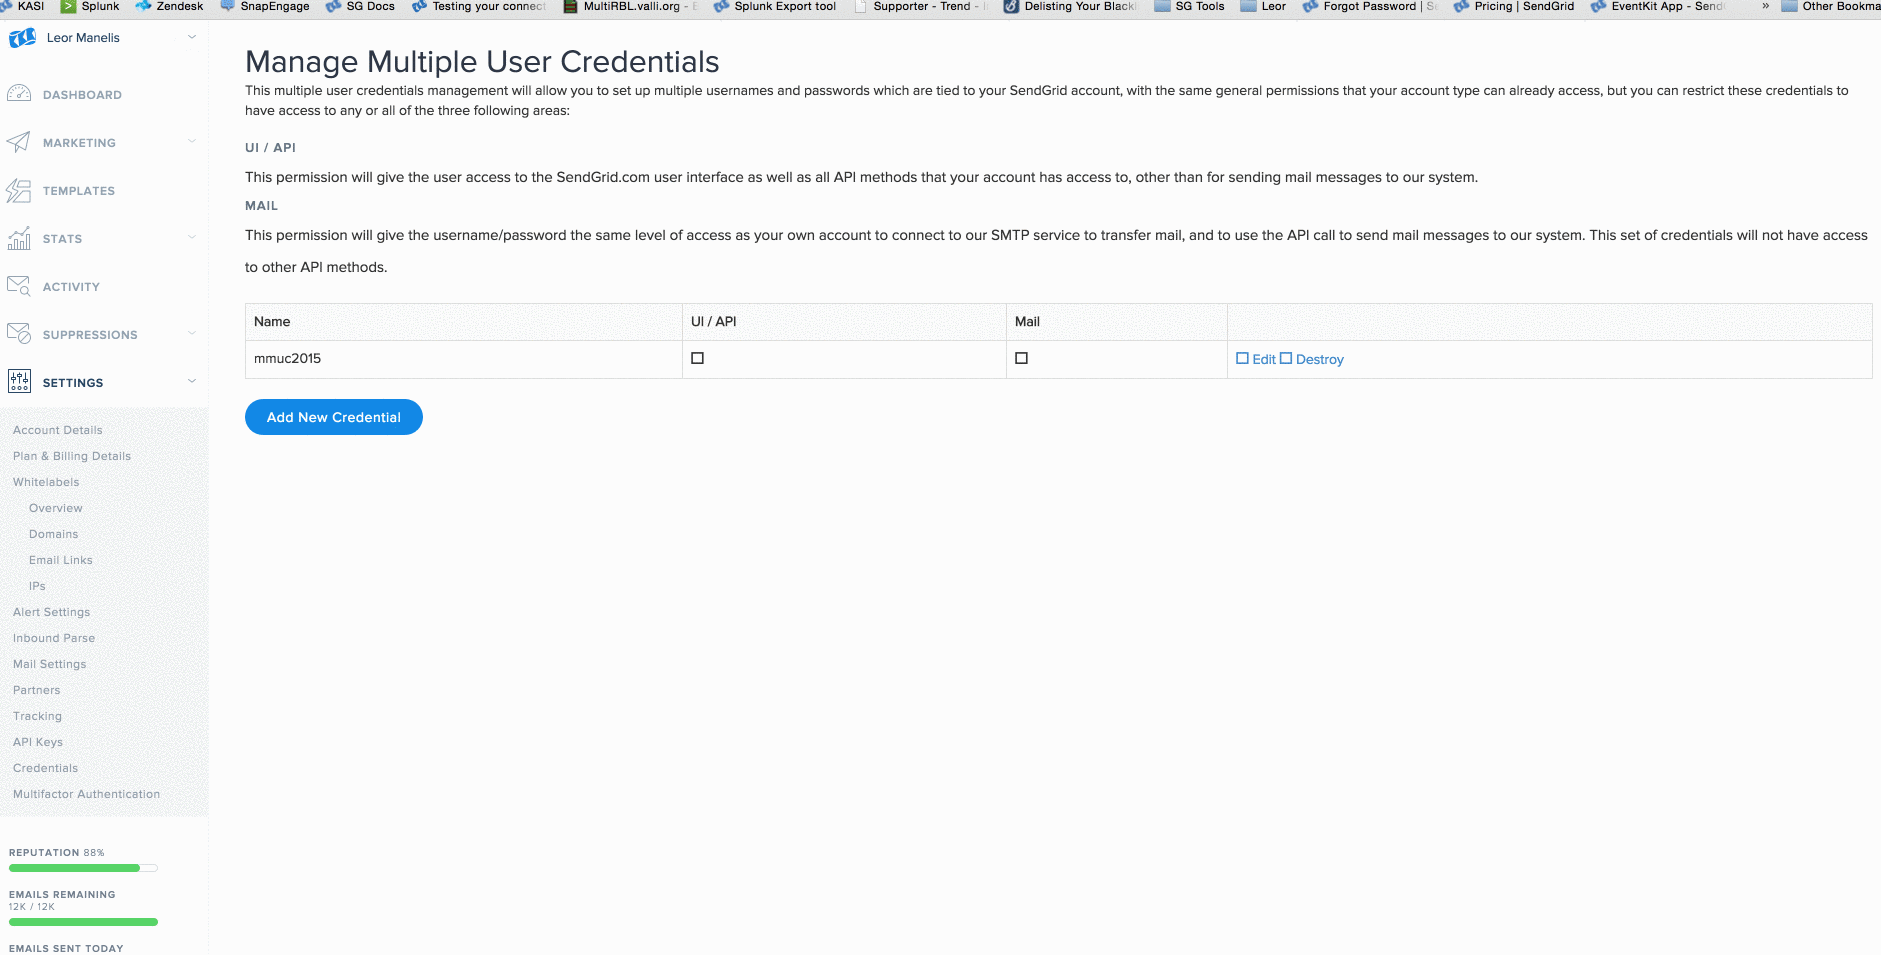 KASI Splunk Zendesk SnapEngage SG Docs Testing your connect MultiRBL.valli.org - Splunk Export tool Supporter - Trend - Delisting Your Black SG Tools Leor Forgot Password | Pricing | SendGrid EventKit App - Send » Other Bookma
Leor Manelis
DASHBOARD
MARKETING
TEMPLATES
STATS
ACTIVITY
SUPPRESSIONS
SETTINGS
Account Details
Plan & Billing Details
Whitelabels
Overview
Domains
Email Links
IPs
Alert Settings
Inbound Parse
Mail Settings
Partners
Tracking
API Keys
Credentials
Multifactor Authentication
REPUTATION 88%
EMAILS REMAINING
12K / 12K
EMAILS SENT TODAY
Manage Multiple User Credentials
This multiple user credentials management will allow you to set up multiple usernames and passwords which are tied to your SendGrid account, with the same general permissions that your account type can already access, but you can restrict these credentials to
have access to any or all of the three following areas:
UI / API
This permission will give the user access to the SendGrid.com user interface as well as all API methods that your account has access to, other than for sending mail messages to our system.
MAIL
This permission will give the username/password the same level of access as your own account to connect to our SMTP service to transfer mail, and to use the API call to send mail messages to our system. This set of credentials will not have access
to other API methods.
Name UI / API Mail
mmuc2015 Edit Destroy
Add New Credential